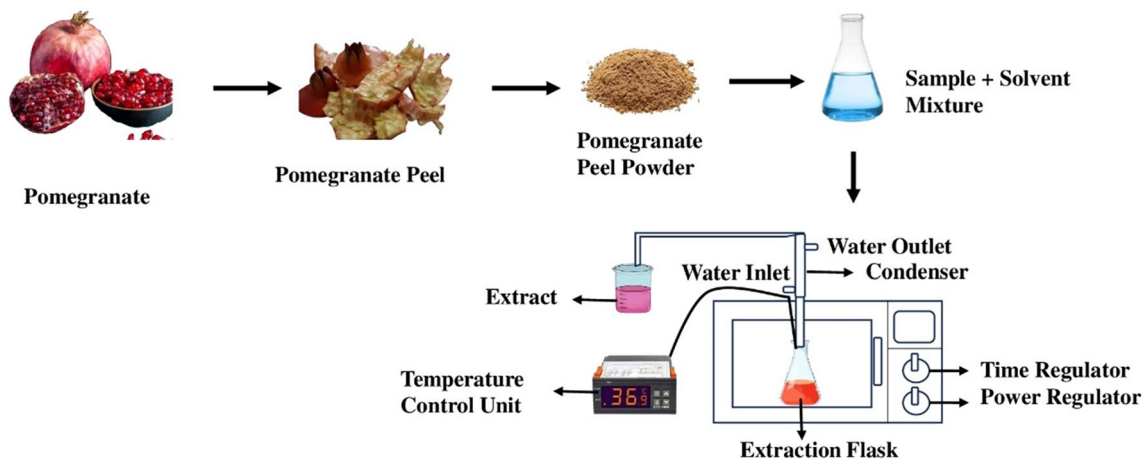 Pomegranate
Pomegranate Peel
Pomegranate
Peel Powder
Sample + Solvent
Mixture
Water Outlet
Water Inlet
Condenser
Extract
Temperature
Control Unit
36
Time Regulator
Power Regulator
Extraction Flask